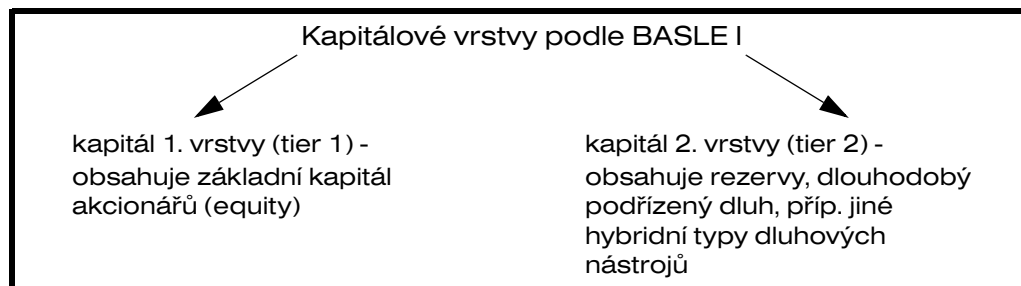 Kapitálové vrstvy podle BASLE I
kapitál 1. vrstvy (tier 1) -
obsahuje základní kapitál
akcionářů (equity)
kapitál 2. vrstvy (tier 2) -
obsahuje rezervy, dlouhodobý
podřízený dluh, příp. jiné
hybridní typy dluhových
nástrojů